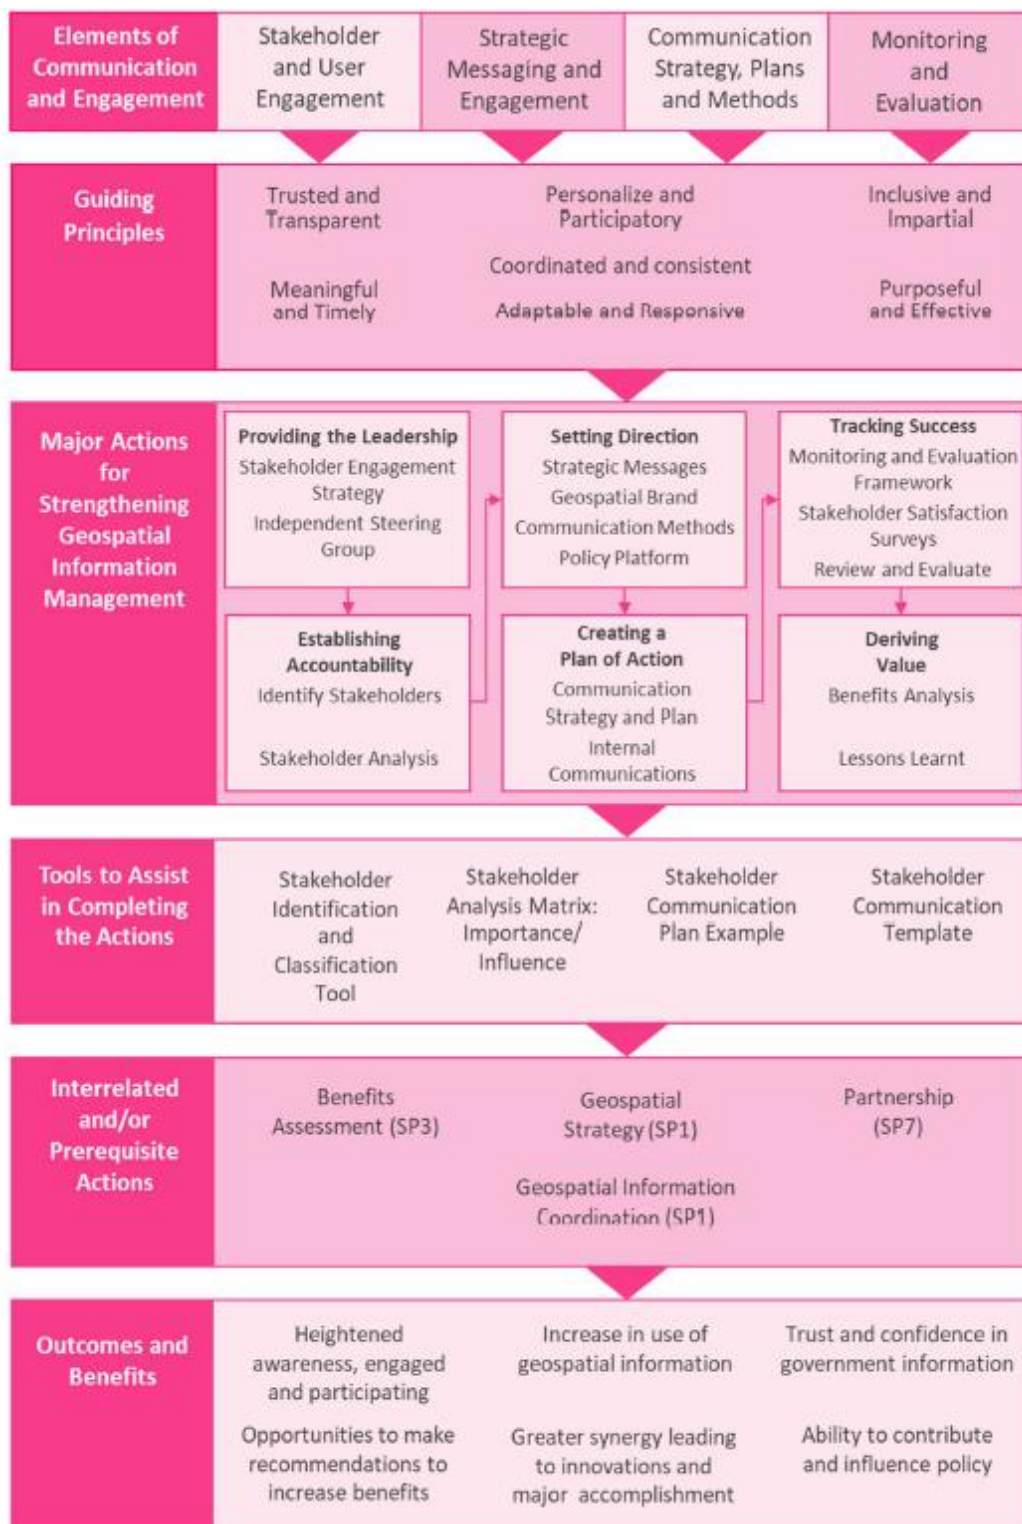 Elements of
Communication
and Engagement
Stakeholder
and User
Engagement
Strategic
Messaging and
Engagement
Communication
Strategy, Plans
and Methods
Monitoring
and
Evaluation
Guiding
Principles
Trusted and
Transparent
Meaningful
and Timely
Personalize and
Participatory
Coordinated and consistent
Adaptable and Responsive
Inclusive and
Impartial
Purposeful
and Effective
Major Actions
for
Strengthening
Geospatial
Information
Management
Providing the Leadership
Stakeholder Engagement
Strategy
Independent Steering
Group
Establishing
Accountability
Identify Stakeholders
Stakeholder Analysis
Setting Direction
Strategic Messages
Geospatial Brand
Communication Methods
Policy Platform
Creating a
Plan of Action
Communication
Strategy and Plan
Internal
Communications
Tracking Success
Monitoring and Evaluation
Framework
Stakeholder Satisfaction
Surveys
Review and Evaluate
Deriving
Value
Benefits Analysis
Lessons Learnt
Tools to Assist
in Completing
the Actions
Stakeholder
Identification
and
Classification
Tool
Stakeholder
Analysis Matrix:
Importance/
Influence
Stakeholder
Communication
Plan Example
Stakeholder
Communication
Template
Interrelated
and/or
Prerequisite
Actions
Benefits
Assessment (SP3)
Geospatial
Strategy (SP1)
Geospatial Information
Coordination (SP1)
Partnership
(SP7)
Outcomes and
Benefits
Heightened
awareness, engaged
and participating
Opportunities to make
recommendations to
increase benefits
Increase in use of
geospatial information
Greater synergy leading
to innovations and
major accomplishment
Trust and confidence in
government information
Ability to contribute
and influence policy